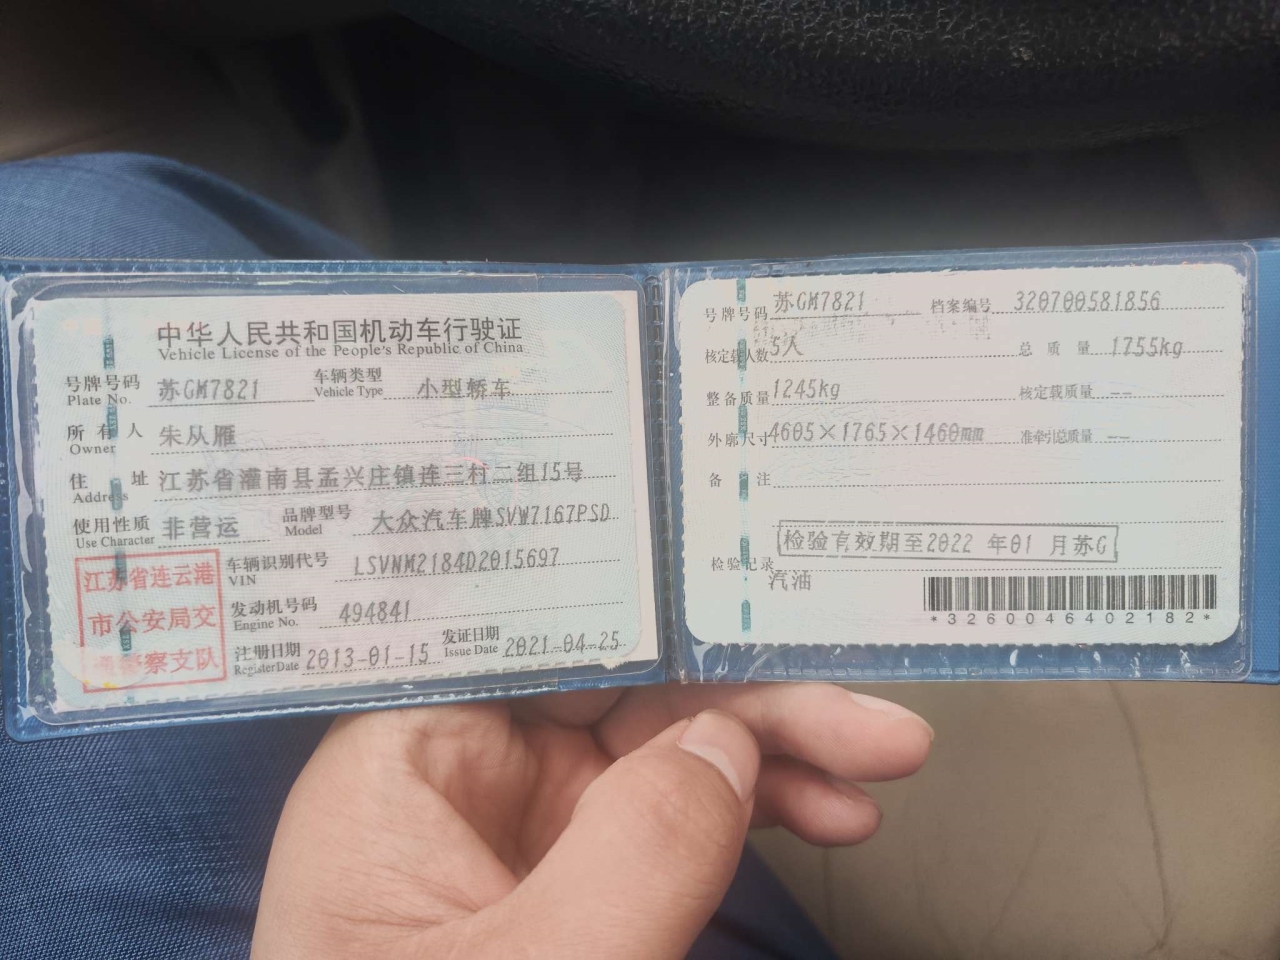 中华人民共和国机动车行驶证
Vehicle License of the People's Republic of China
号牌号码 苏GM7821 车辆类型 小型轿车
Plate No. Vehicle Type
所有人 朱从雁
Owner
住址 江苏省灌南县孟兴庄镇连三村二组15号
Address
使用性质 非营运 品牌型号 大众汽车牌SVW7167PSD
Use Character Model
江苏省连云港
市公安局交
警察支队
车辆识别代号 LSVNM2184D2015697
VIN
发动机号码 494841
Engine No.
注册日期 2013-01-15 发证日期 2021-04-25
Register Date Issue Date
号牌号码 苏GM7821 档案编号 320700581856
核定载人数 5人 总质量 1755kg
整备质量 1245kg 核定载质量 --
外廓尺寸 4605×1765×1460mm 准牵引总质量 --
备注
检验记录 检验有效期至2022 年01 月苏G
汽油
*3260046402182*